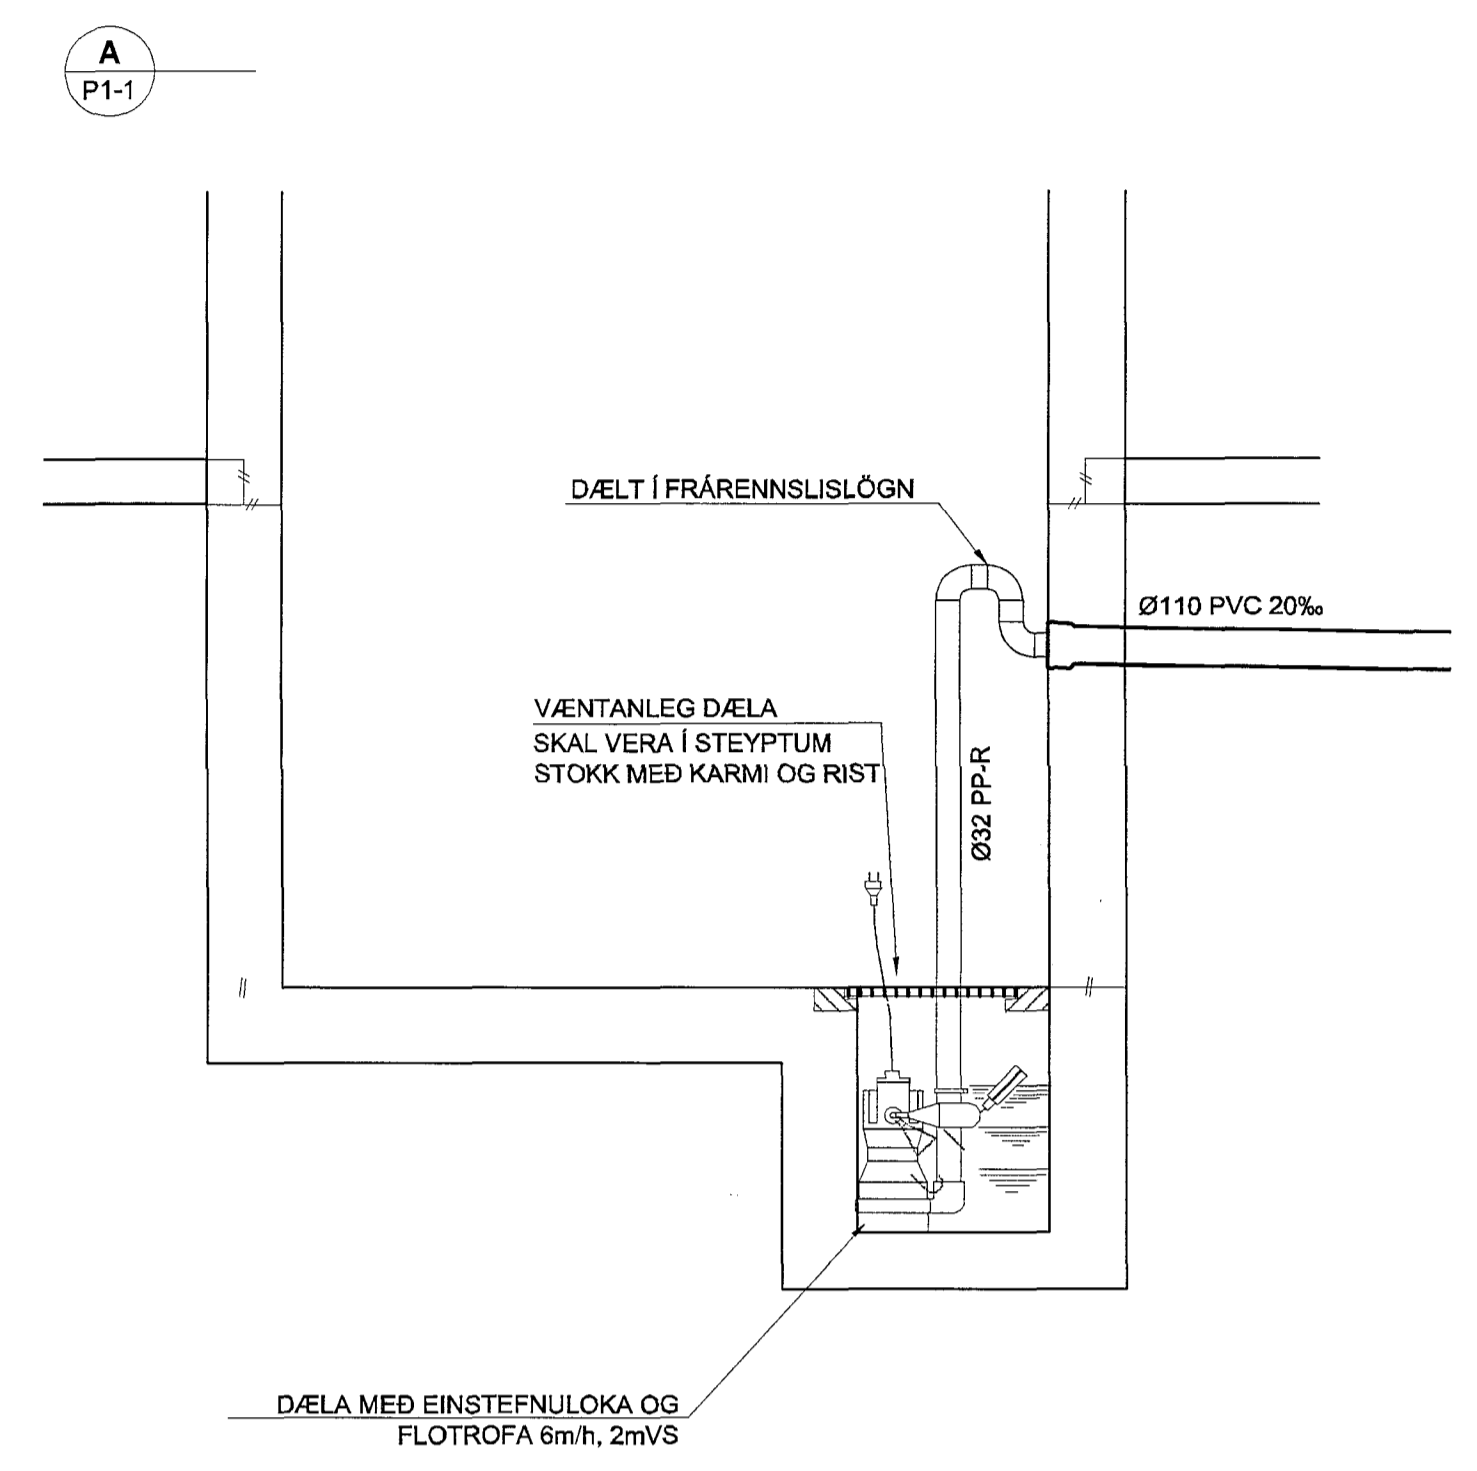 A
P1-1
DÆLT Í FRÁRENNSLISLÖGN
Ø110 PVC 20‰
VÆNTANLEG DÆLA
SKAL VERA Í STEYPTUM
STOKK MEÐ KARMI OG RIST
Ø32 PP-R
DÆLA MEÐ EINSTEFNULOKA OG
FLOTROFA 6m/h, 2mVS